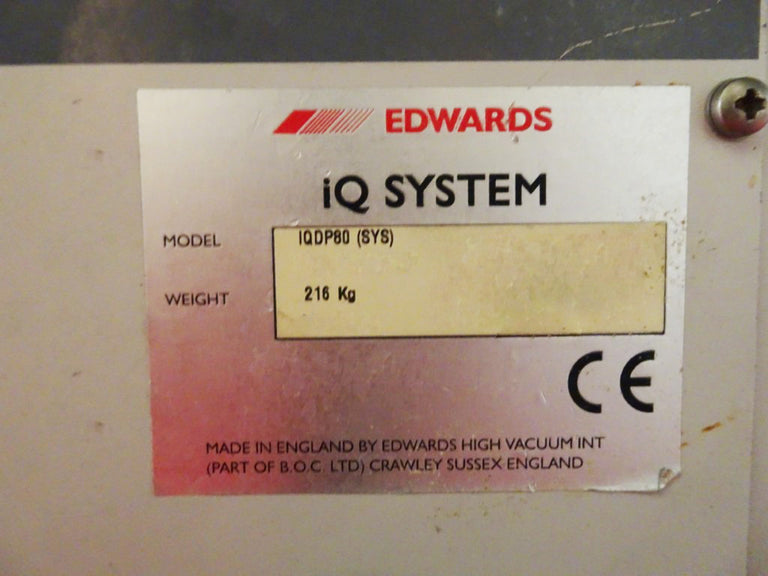 EDWARDS
iQ SYSTEM
MODEL IQDP80 (SYS)
WEIGHT 216 Kg
CE
MADE IN ENGLAND BY EDWARDS HIGH VACUUM INT
(PART OF B.O.C. LTD) CRAWLEY SUSSEX ENGLAND